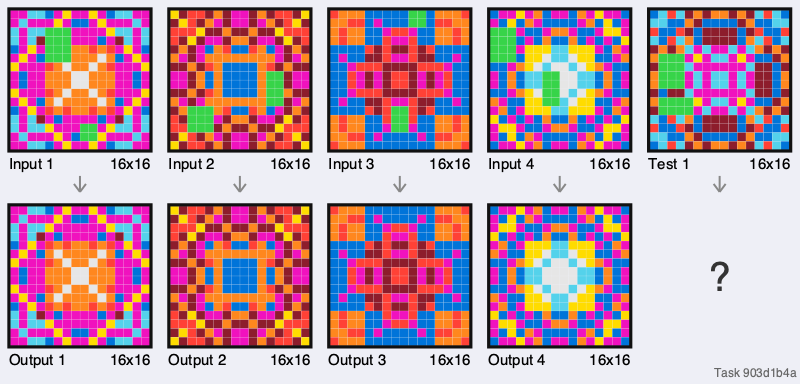 Input 1 16x16
Input 2 16x16
Input 3 16x16
Input 4 16x16
Test 1 16x16
Output 1 16x16
Output 2 16x16
Output 3 16x16
Output 4 16x16
?
Task 903d1b4a